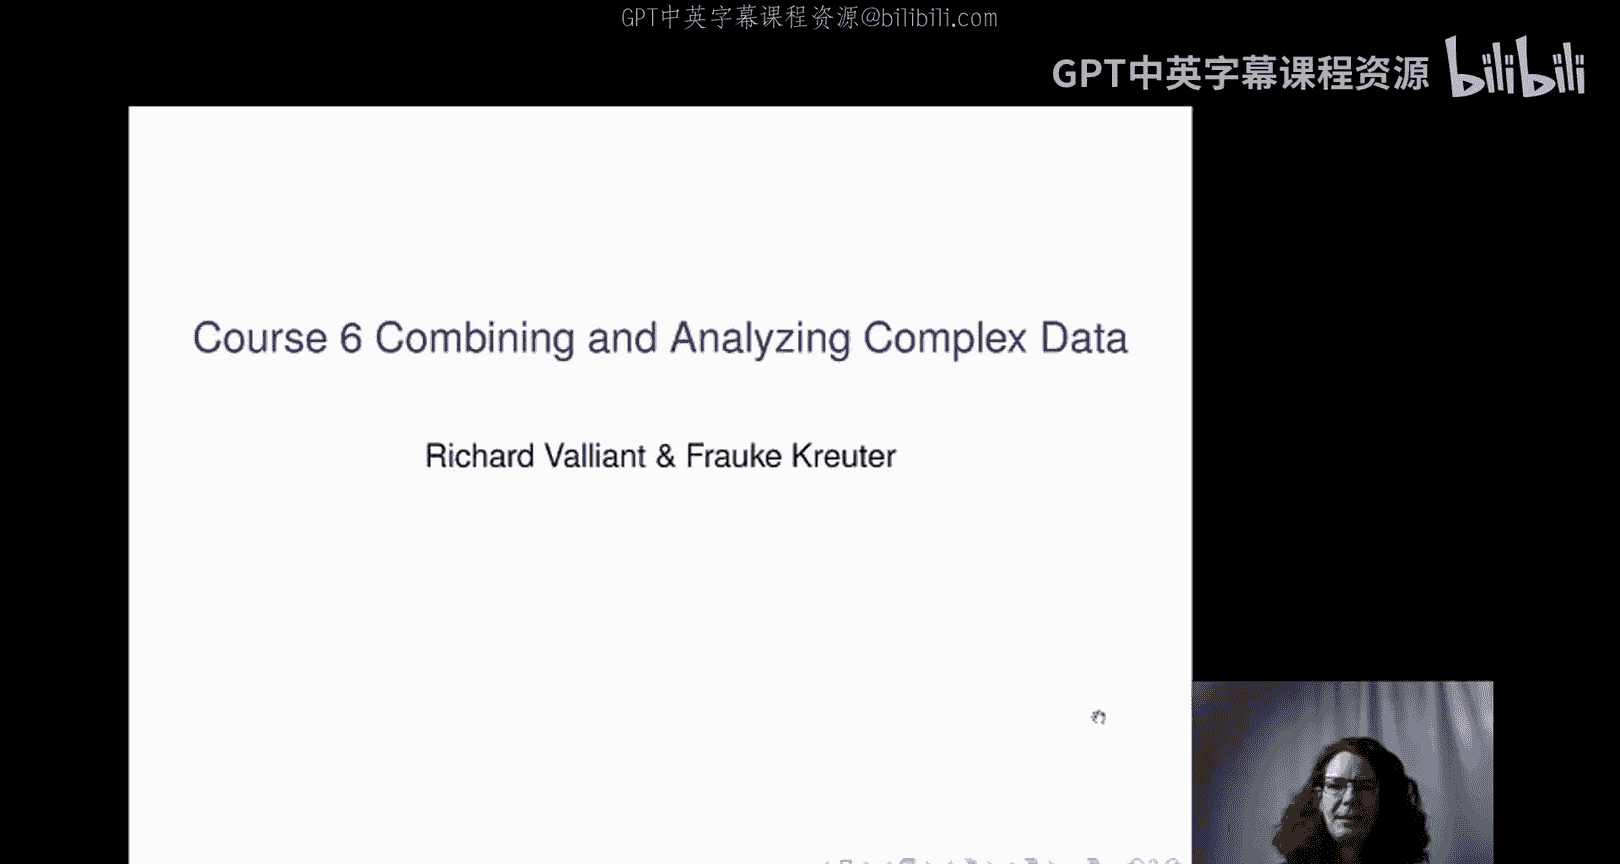 GPT中英字幕课程资源@bilibili.com
GPT中英字幕课程资源 bilibili
Course 6 Combining and Analyzing Complex Data
Richard Valliant & Frauke Kreuter